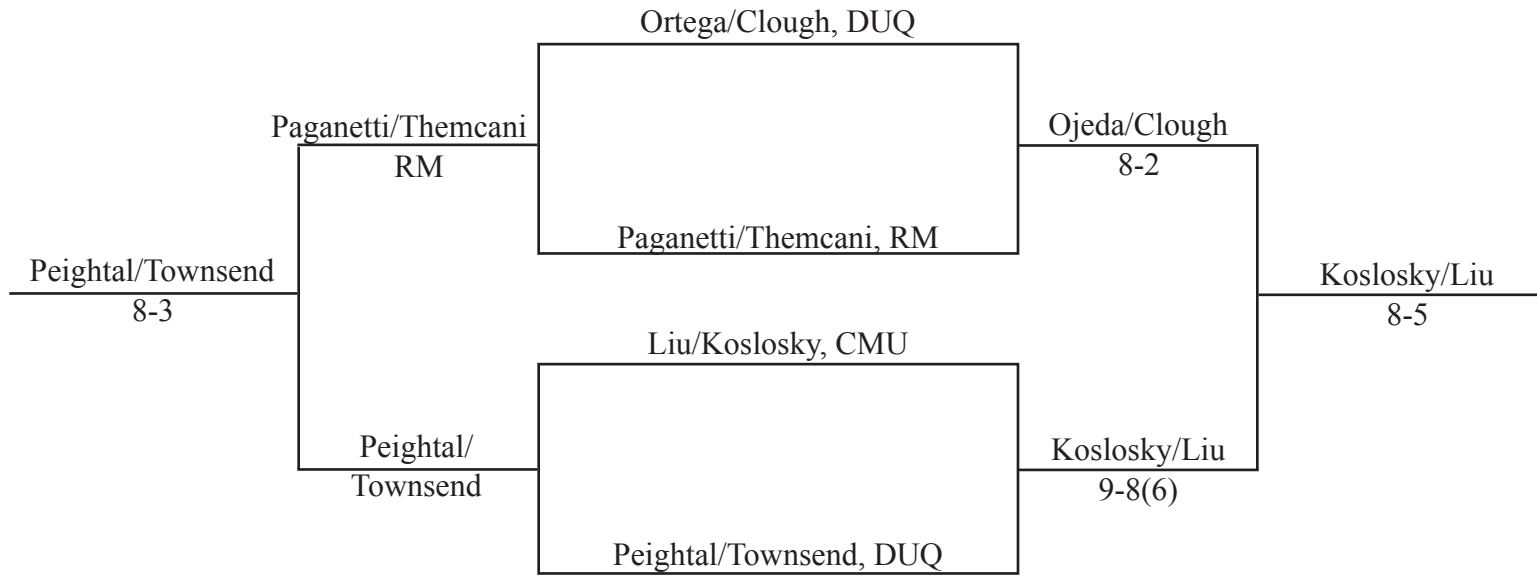 Ortega/Clough, DUQ
Paganetti/Themcani
RM
Ojeda/Clough
8-2
Paganetti/Themcani, RM
Peightal/Townsend
8-3
Koslosky/Liu
8-5
Liu/Koslosky, CMU
Peightal/
Townsend
Koslosky/Liu
9-8(6)
Peightal/Townsend, DUQ